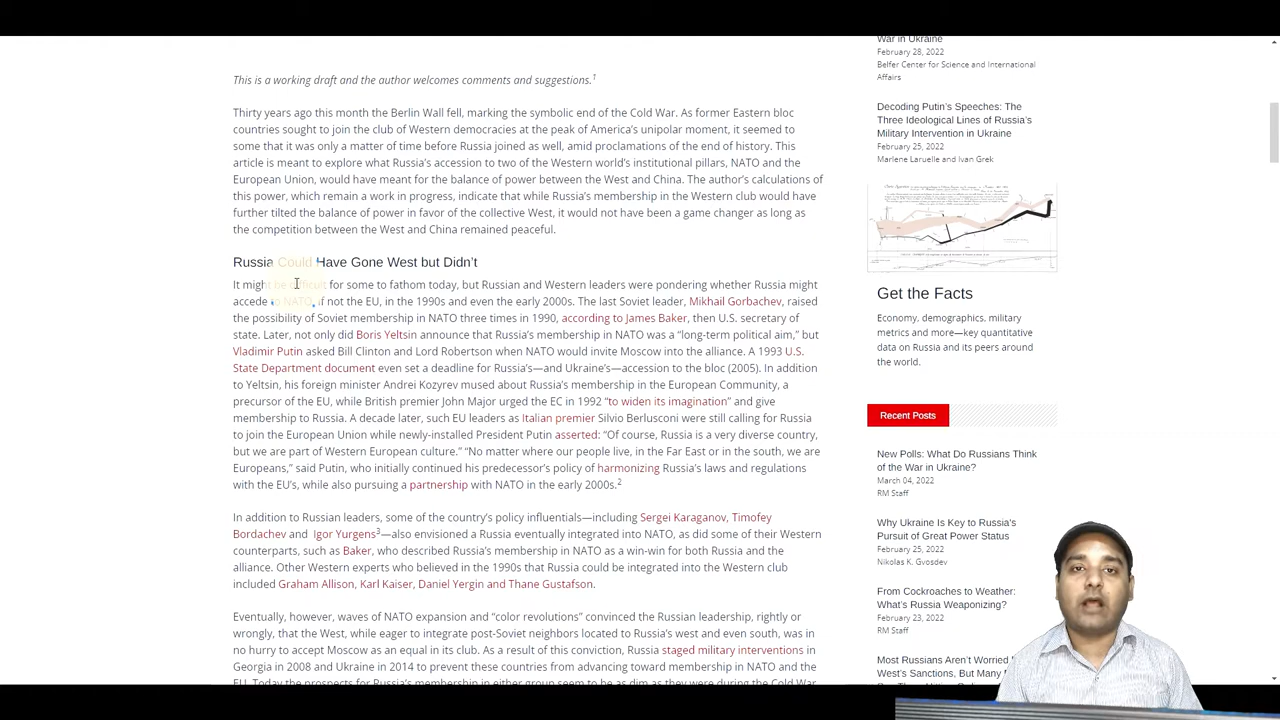 This is a working draft and the author welcomes comments and suggestions.1
Thirty years ago this month the Berlin Wall fell, marking the symbolic end of the Cold War. As former Eastern bloc
countries sought to join the club of Western democracies at the peak of America's unipolar moment, it seemed to
some that it was only a matter of time before Russia joined as well, amid proclamations of the end of history. This
article is meant to explore what Russia's accession to two of the Western world's institutional pillars, NATO and the
European Union, would have meant for the balance of power between the West and China. The author's calculations of
this power, which remain a work in progress, indicate that while Russia's membership in the Western club would have
further tilted the balance of power in favor of the collective West, it would not have been a game changer as long as
the competition between the West and China remained peaceful.
Russia Could Have Gone West but Didn't
It might be difficult for some to fathom today, but Russian and Western leaders were pondering whether Russia might
accede to NATO, if not the EU, in the 1990s and even the early 2000s. The last Soviet leader, Mikhail Gorbachev, raised
the possibility of Soviet membership in NATO three times in 1990, according to James Baker, then U.S. secretary of
state. Later, not only did Boris Yeltsin announce that Russia's membership in NATO was a "long-term political aim," but
Vladimir Putin asked Bill Clinton and Lord Robertson when NATO would invite Moscow into the alliance. A 1993 U.S.
State Department document even set a deadline for Russia's—and Ukraine's—accession to the bloc (2005). In addition
to Yeltsin, his foreign minister Andrei Kozyrev mused about Russia's membership in the European Community, a
precursor of the EU, while British premier John Major urged the EC in 1992 "to widen its imagination" and give
membership to Russia. A decade later, such EU leaders as Italian premier Silvio Berlusconi were still calling for Russia
to join the European Union while newly-installed President Putin asserted: "Of course, Russia is a very diverse country,
but we are part of Western European culture." "No matter where our people live, in the Far East or in the south, we are
Europeans," said Putin, who initially continued his predecessor's policy of harmonizing Russia's laws and regulations
with the EU's, while also pursuing a partnership with NATO in the early 2000s.2
In addition to Russian leaders, some of the country's policy influentials—including Sergei Karaganov, Timofey
Bordachev and Igor Yurgens3—also envisioned a Russia eventually integrated into NATO, as did some of their Western
counterparts, such as Baker, who described Russia's membership in NATO as a win-win for both Russia and the
alliance. Other Western experts who believed in the 1990s that Russia could be integrated into the Western club
included Graham Allison, Karl Kaiser, Daniel Yergin and Thane Gustafson.
Eventually, however, waves of NATO expansion and "color revolutions" convinced the Russian leadership, rightly or
wrongly, that the West, while eager to integrate post-Soviet neighbors located to Russia's west and even south, was in
no hurry to accept Moscow as an equal in its club. As a result of this conviction, Russia staged military interventions in
Georgia in 2008 and Ukraine in 2014 to prevent these countries from advancing toward membership in NATO and the
EU. Today the prospects for Russia's membership in either group seem to be as dim as they were during the Cold War
War in Ukraine
February 28, 2022
Belfer Center for Science and International
Affairs
Decoding Putin's Speeches: The
Three Ideological Lines of Russia's
Military Intervention in Ukraine
February 25, 2022
Marlene Laruelle and Ivan Grek
Get the Facts
Economy, demographics, military
metrics and more—key quantitative
data on Russia and its peers around
the world.
Recent Posts
New Polls: What Do Russians Think
of the War in Ukraine?
March 04, 2022
RM Staff
Why Ukraine Is Key to Russia's
Pursuit of Great Power Status
February 25, 2022
Nikolas K. Gvosdev
From Cockroaches to Weather:
What's Russia Weaponizing?
February 23, 2022
RM Staff
Most Russians Aren't Worried
West's Sanctions, But Many